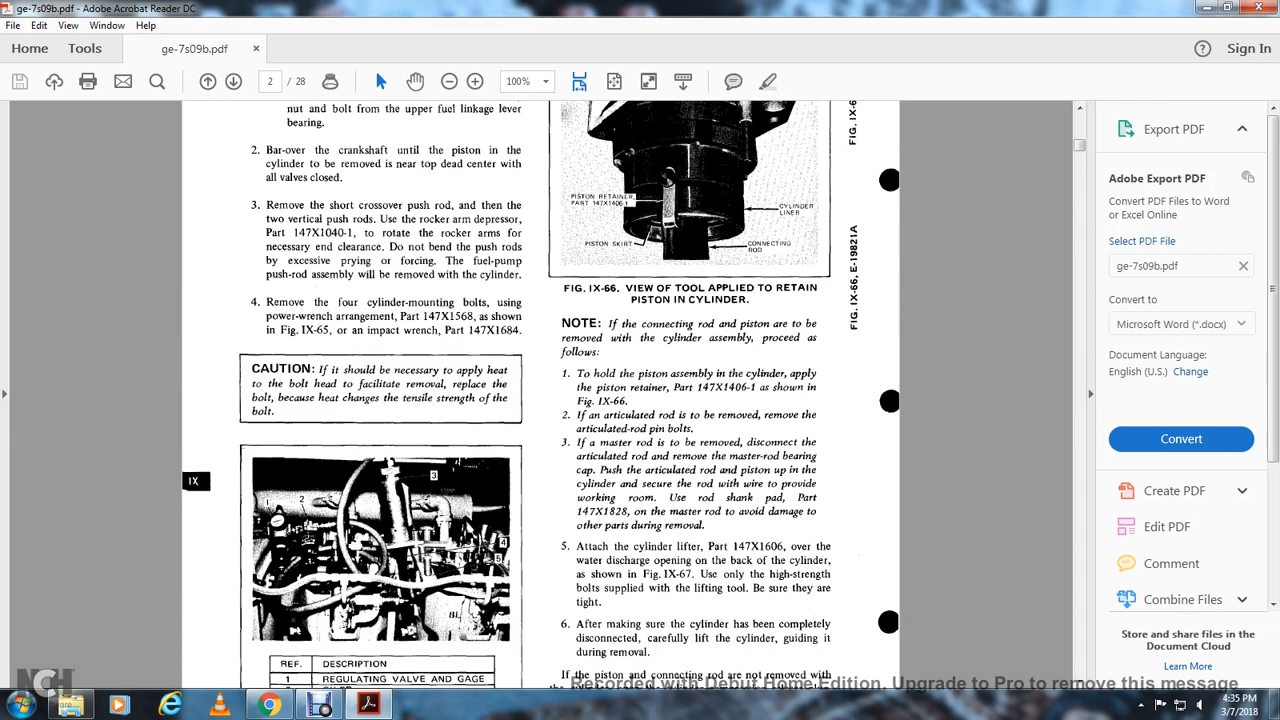 ge-7s09b.pdf - Adobe Acrobat Reader DC
File Edit View Window Help
Home Tools ge-7s09b.pdf × Sign In
2 / 28 100%
nut and bolt from the upper fuel linkage lever
bearing.
2. Bar-over the crankshaft until the piston in the
cylinder to be removed is near top dead center with
all valves closed.
3. Remove the short crossover push rod, and then the
two vertical push rods. Use the rocker arm depressor,
Part 147X1040-1, to rotate the rocker arms for
necessary end clearance. Do not bend the push rods
by excessive prying or forcing. The fuel-pump
push-rod assembly will be removed with the cylinder.
4. Remove the four cylinder-mounting bolts, using
power-wrench arrangement, Part 147X1568, as shown
in Fig. IX-65, or an impact wrench, Part 147X1684.
CAUTION: If it should be necessary to apply heat
to the bolt head to facilitate removal, replace the
bolt, because heat changes the tensile strength of the
bolt.
IX
1
2
3
4
REF. DESCRIPTION
1 REGULATING VALVE AND GAGE
PISTON RETAINER,
PART 147X1406-1
CYLINDER
LINER
PISTON SKIRT
CONNECTING
ROD
FIG. IX-66. VIEW OF TOOL APPLIED TO RETAIN
PISTON IN CYLINDER.
FIG. IX-6
FIG. IX-66, E-19821A
NOTE: If the connecting rod and piston are to be
removed with the cylinder assembly, proceed as
follows:
1. To hold the piston assembly in the cylinder, apply
the piston retainer, Part 147X1406-1 as shown in
Fig. IX-66.
2. If an articulated rod is to be removed, remove the
articulated-rod pin bolts.
3. If a master rod is to be removed, disconnect the
articulated rod and remove the master-rod bearing
cap. Push the articulated rod and piston up in the
cylinder and secure the rod with wire to provide
working room. Use rod shank pad, Part
147X1828, on the master rod to avoid damage to
other parts during removal.
5. Attach the cylinder lifter, Part 147X1606, over the
water discharge opening on the back of the cylinder,
as shown in Fig. IX-67. Use only the high-strength
bolts supplied with the lifting tool. Be sure they are
tight.
6. After making sure the cylinder has been completely
disconnected, carefully lift the cylinder, guiding it
during removal.
If the piston and connecting rod are not removed with
Export PDF
Adobe Export PDF
Convert PDF Files to Word
or Excel Online
Select PDF File
ge-7s09b.pdf
Convert to
Microsoft Word (*.docx)
Document Language:
English (U.S.) Change
Convert
Create PDF
Edit PDF
Comment
Combine Files
Store and share files in the
Document Cloud
Learn More
NCH
Recorded with Debut Home Edition. Upgrade to Pro to remove this message
4:35 PM
3/7/2018